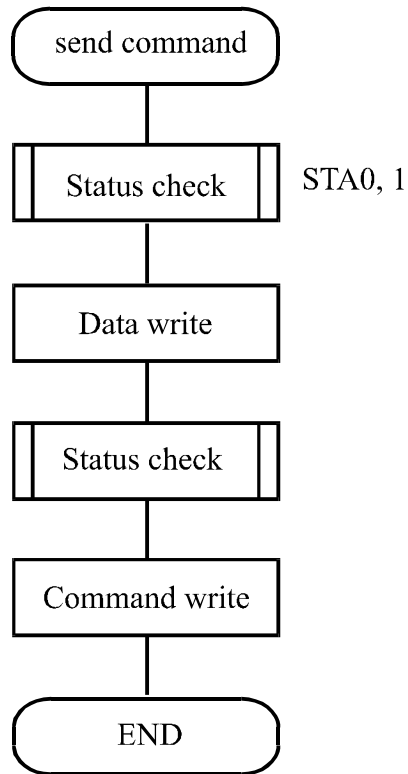 send command
Status check
STA0, 1
Data write
Status check
Command write
END